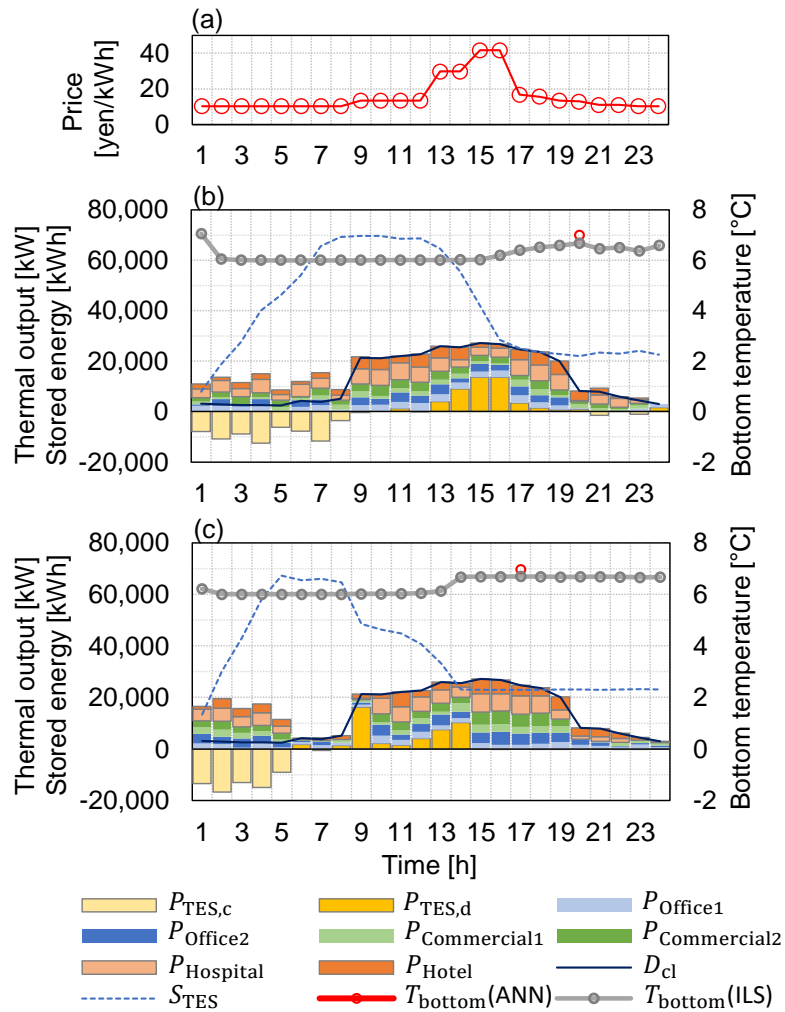 (a)
Price
[yen/kWh]
40
20
0
1 3 5 7 9 11 13 15 17 19 21 23
(b)
Thermal output [kW]
Stored energy [kWh]
80,000
60,000
40,000
20,000
0
-20,000
8
6
4
2
0
-2
Bottom temperature [°C]
1 3 5 7 9 11 13 15 17 19 21 23
(c)
Thermal output [kW]
Stored energy [kWh]
80,000
60,000
40,000
20,000
0
-20,000
8
6
4
2
0
-2
Bottom temperature [°C]
1 3 5 7 9 11 13 15 17 19 21 23
Time [h]
P_TES,c P_TES,d P_Office1
P_Office2 P_Commercial1 P_Commercial2
P_Hospital P_Hotel D_cl
S_TES T_bottom(ANN) T_bottom(ILS)